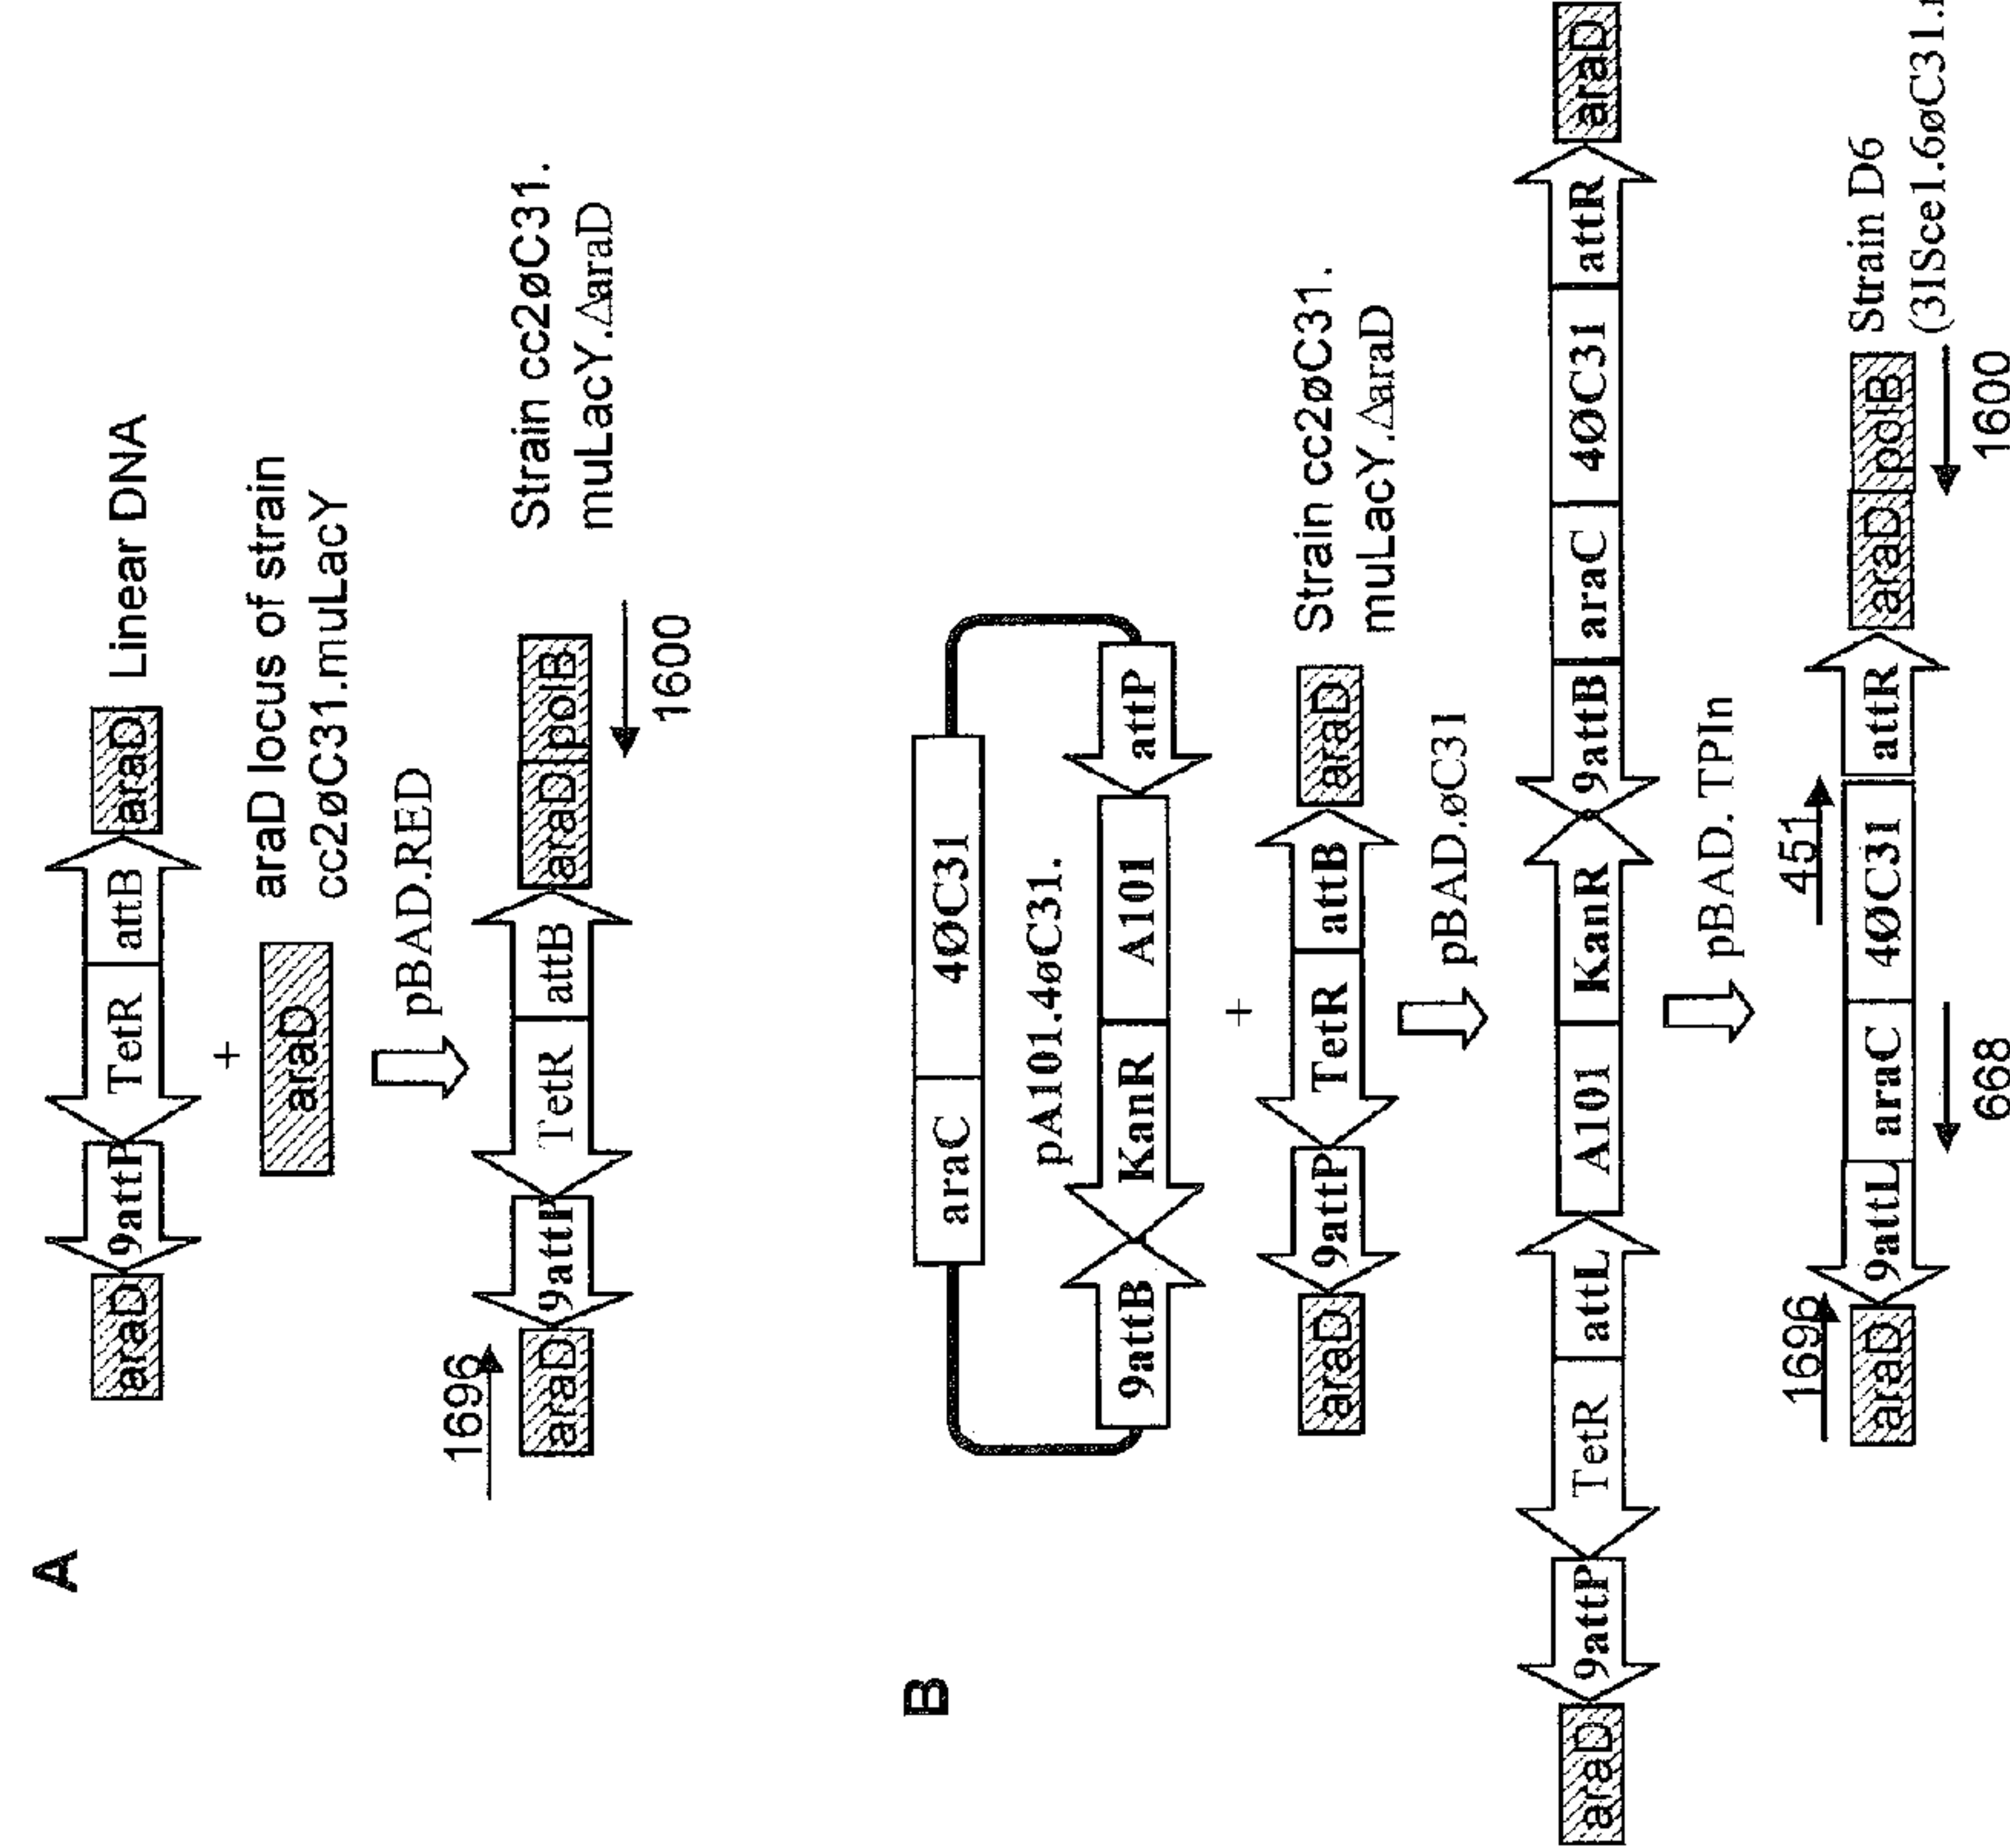 A
araD 9attP TetR attB araD Linear DNA
+
araD
araD locus of strain
cc2øC31.muLacY
pBAD.RED
1696
araD 9attP TetR attB araD polB
Strain cc2øC31.
muLacY.ΔaraD
1600
B
araC 4ØC31
pA101.4øC31.
9attB KanR A101 attP
+
araD 9attP TetR attB araD
Strain cc2øC31.
muLacY.ΔaraD
pBAD.øC31
araD 9attP TetR attL A101 KanR 9attB araC 4ØC31 attR araD
pBAD.TPIn
1696 451
araD 9attL araC 4ØC31 attR araD polB
Strain D6
(3ISce1.6øC31.
668 1600